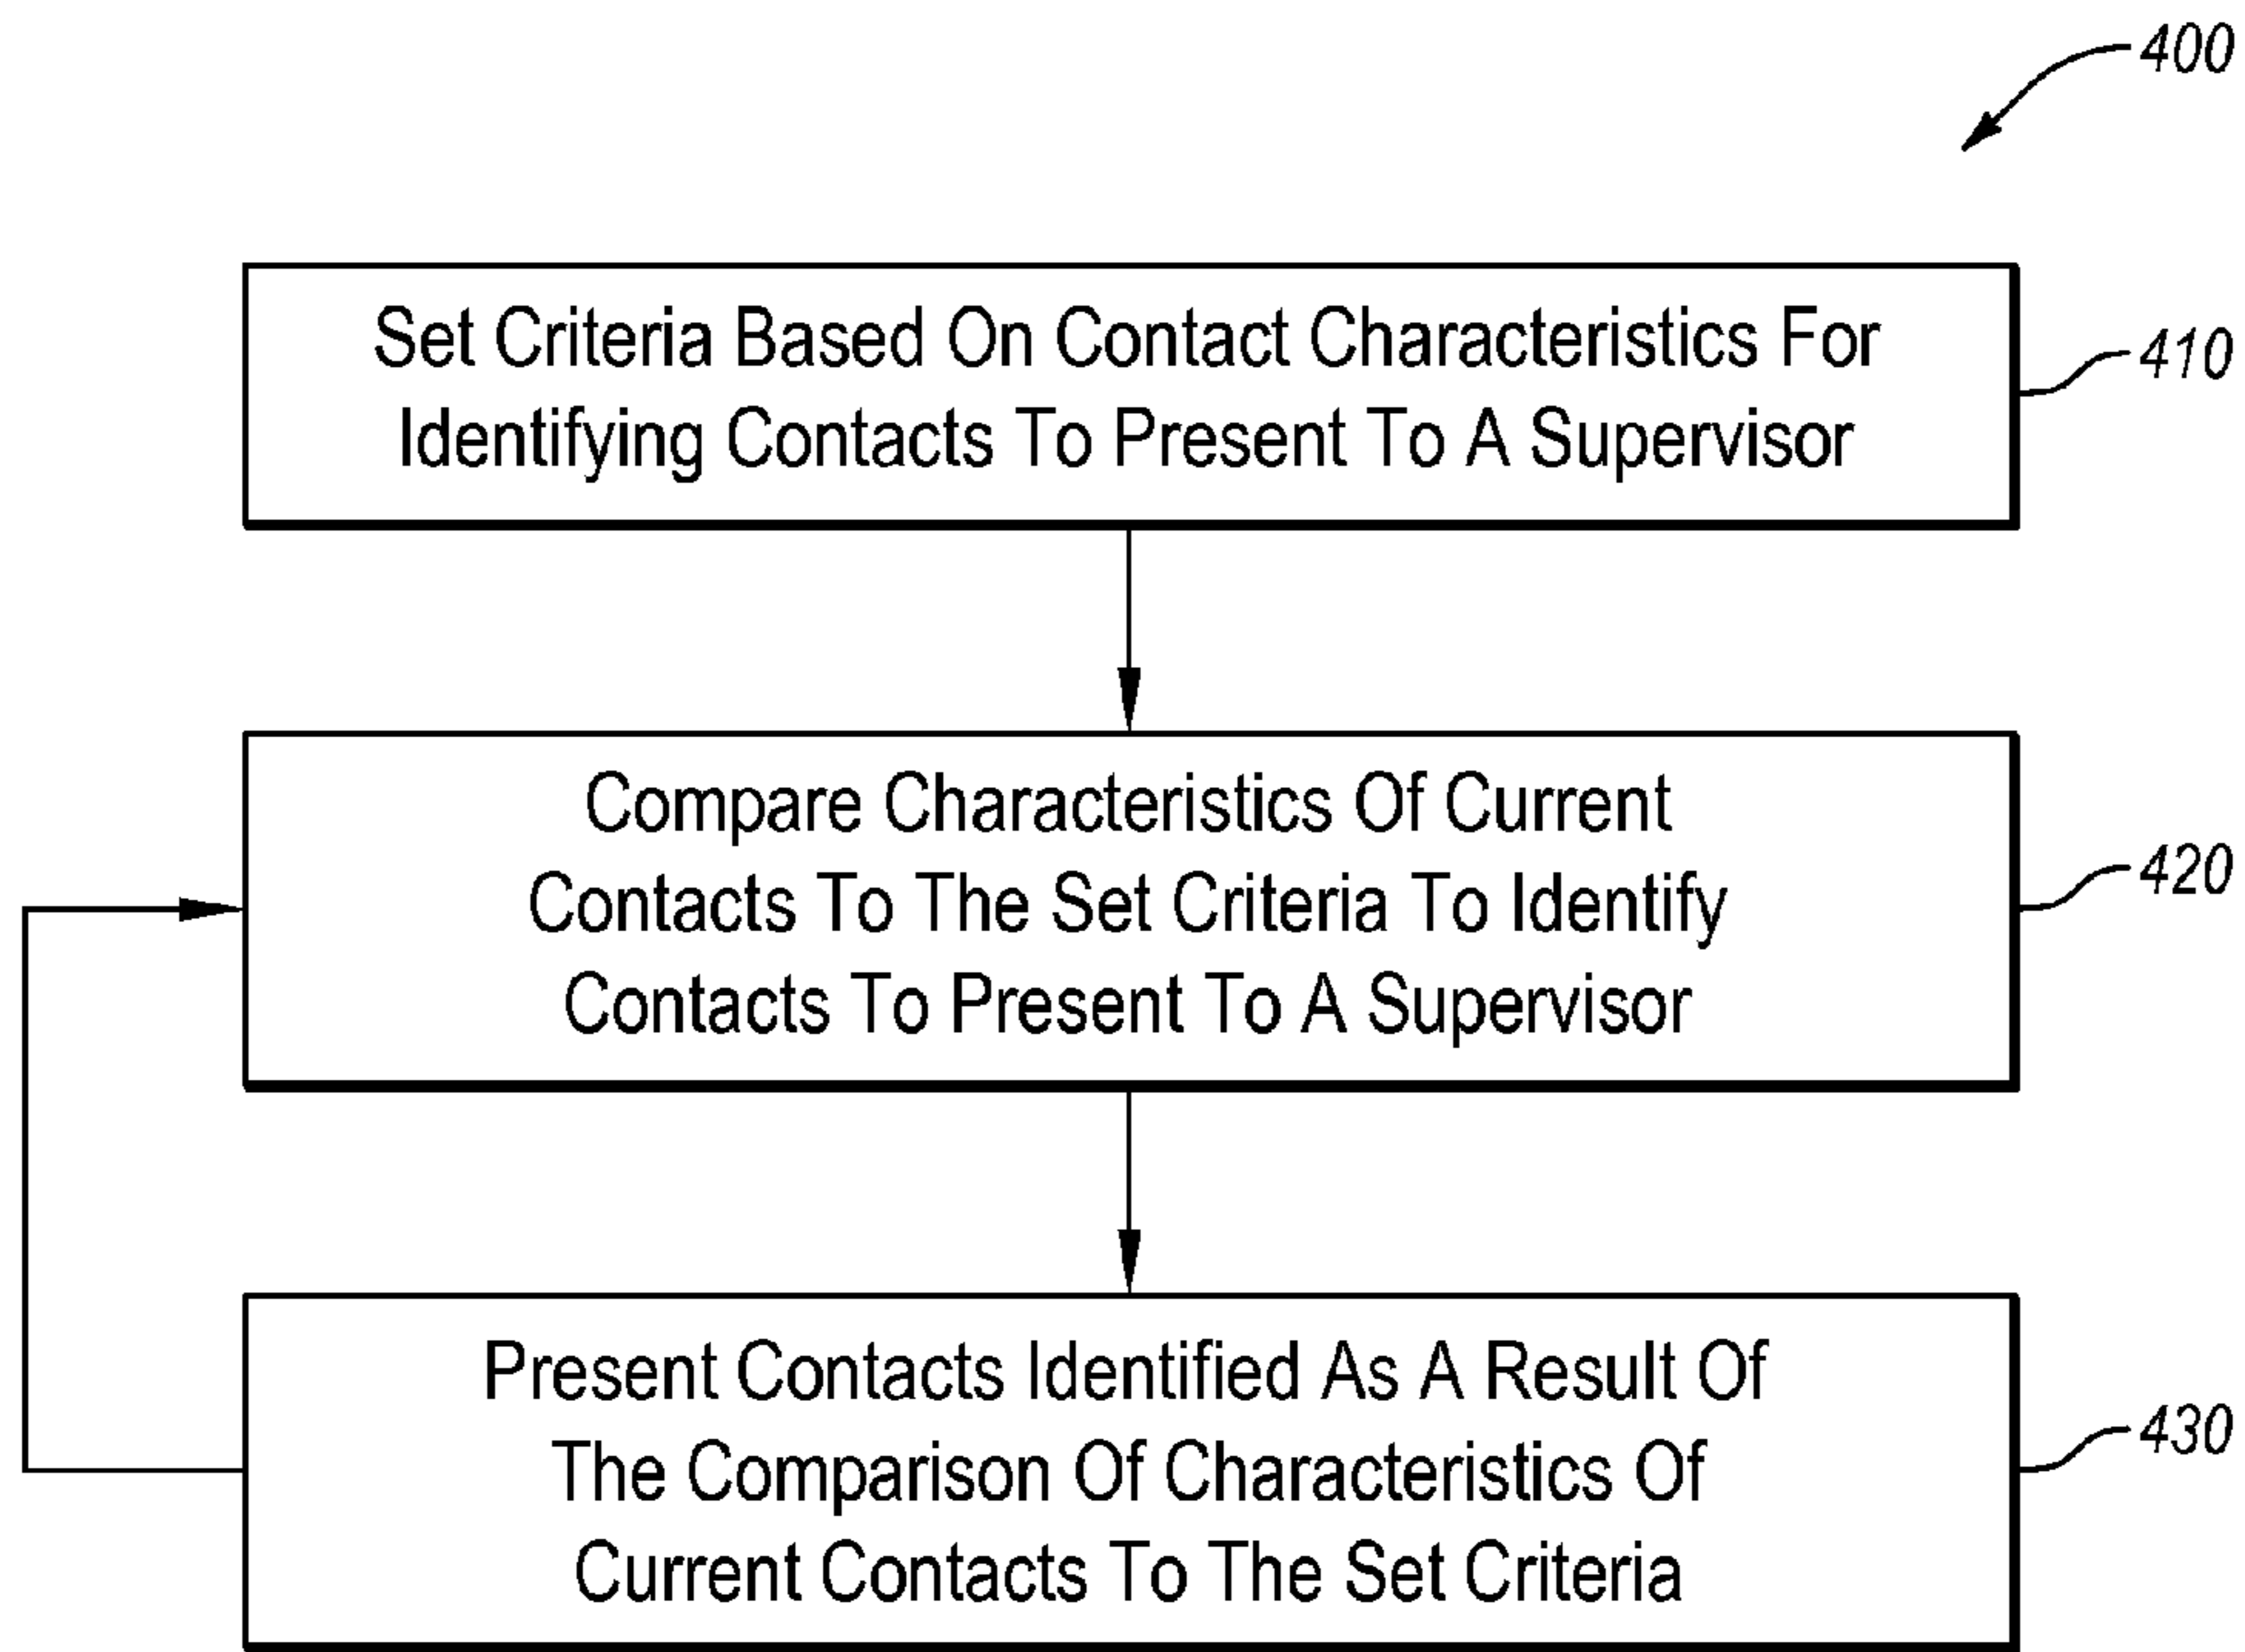 400
Set Criteria Based On Contact Characteristics For
Identifying Contacts To Present To A Supervisor
410
Compare Characteristics Of Current
Contacts To The Set Criteria To Identify
Contacts To Present To A Supervisor
420
Present Contacts Identified As A Result Of
The Comparison Of Characteristics Of
Current Contacts To The Set Criteria
430